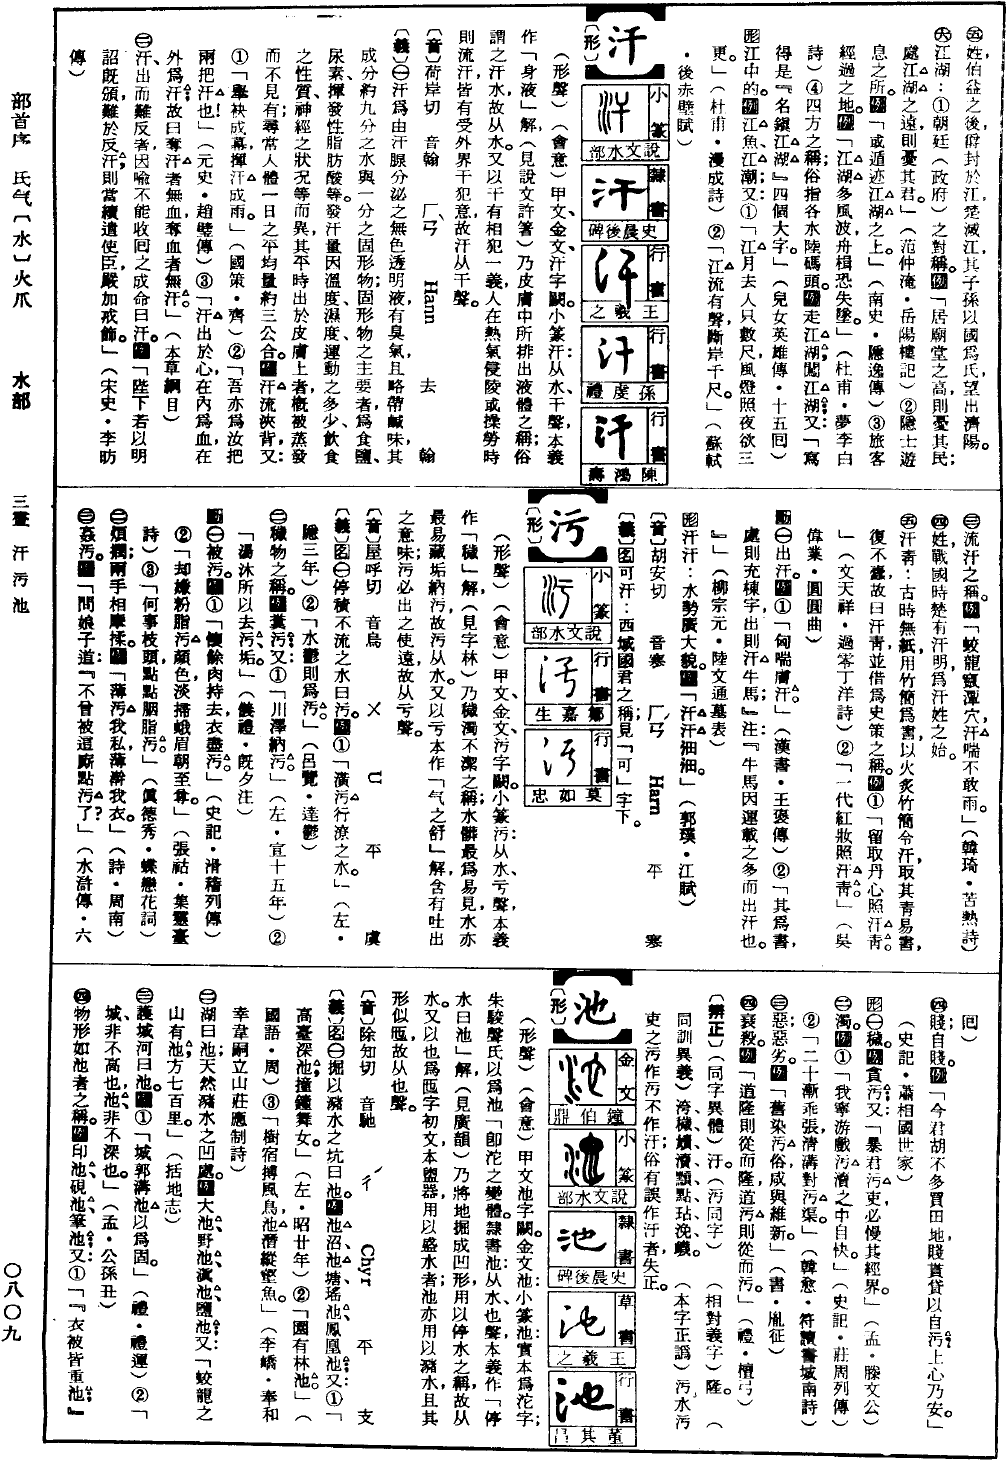 ㊄姓伯益之後爵封於江楚滅江其子孫以國爲氏望出濟陽。
㊅江湖：①朝廷（政府）之對稱。例「居廟堂之高則憂其民；
處江湖之遠則憂其君。」（范仲淹・岳陽樓記）②隱士遊
息之所。例「或遁迹江湖之上。」（南史・隱逸傳）③旅客
經過之地。例「江湖多風波舟楫恐失墜。」（杜甫・夢李白
詩）④四方之稱俗指各水陸碼頭。例走江湖闖江湖又：「寫
得是『名鎭江湖』四個大字。」（兒女英雄傳・十五囘）
形江中的。例江魚江潮又：①「江月去人只數尺風燈照夜欲三
更。」（杜甫・漫成詩）②「江流有聲斷岸千尺。」（蘇軾
・後赤壁賦）
汗
〔形〕
小篆
說文水部
隸書
史晨後碑
行書
王羲之
行書
孫虔禮
行書
陳鴻壽
（形聲）（會意）甲文、金文汗字闕。小篆汗：从水、干聲本義
作「身液」解（見說文許箸）乃皮膚中所排出液體之稱；俗
謂之汗水故从水。又以干有相犯一義人在熱氣侵陵或操勞時
則流汗皆有受外界干犯意故汗从干聲。
〔音〕荷岸切 音翰 ㄏㄢ Hann 去 翰
〔義〕㊀汗爲由汗腺分泌之無色透明液有臭氣且略帶鹹味其
成分約九分之水與一分之固形物固形物之主要者爲食鹽、
尿素揮發性脂肪酸等。發汗量因溫度、濕度、運動之多少、飲食
之性質、神經之狀況等而異其平時出於皮膚上者槪被蒸發
而不見有尋常人體一日之平均量約三公合。例汗流浹背又：
①「擧袂成幕揮汗成雨。」（國策・齊）②「吾亦爲汝把
兩把汗也！」（元史・趙璧傳）③「汗出於心在內爲血在
外爲汗故曰奪汗者無血奪血者無汗。」（本草綱目）
㊁汗出而難反者因喩不能收囘之成命曰汗。例「陛下若以明
詔既頒難於反汗則當續遣使臣嚴加戒飾。」（宋史・李昉
傳）
㊂流汗之稱。例「蛟龍竄潭穴汗喘不敢雨。」（韓琦・苦熱詩）
㊃姓戰國時楚有汗明爲汗姓之始。
㊄汗靑：古時無紙用竹簡爲書以火炙竹簡令汗取其靑易書、
復不蠹故曰汗靑並借爲史策之稱。例①「留取丹心照汗靑。
」（文天祥・過零丁洋詩）②「一代紅妝照汗靑。」（吳
偉業・圓圓曲）
動㊀出汗。例①「匈喘膚汗。」（漢書・王褒傳）②「其爲書，
處則充棟宇出則汗牛馬。』注：『牛馬因運載之多而出汗也。
』」（柳宗元・陸文通墓表）
形汗汗：水勢廣大貌。例「汗汗沺沺。」（郭璞・江賦）
〔音〕胡安切 音寒 ㄏㄢ Harn 平 寒
〔義〕名可汗：西域國君之稱；見「可」字下。
污
〔形〕
小篆
說文水部
行書
鄒嘉生
行書
莫如忠
（形聲）（會意）甲文、金文污字闕。小篆污：从水、亏聲本義
作「穢」解（見字林）乃穢濁不潔之稱；水髒最爲易見水亦
最易藏垢納污故污从水。又以亏本作「气之舒」解含有吐出
之意味污必出之使遠故从亏聲。
〔音〕屋呼切 音烏 ㄨ U 平 虞
〔義〕名㊀停積不流之水曰污。例①「潢污行潦之水。」（左・
隱三年）②「水鬱則爲污。」（呂覽・達鬱）
㊁穢物之稱。例糞污又：①「川澤納污。」（左・宣十五年）②
「湯沐所以去污垢。」（儀禮・既夕注）
動㊀被污。例①「懷餘肉持去衣盡污。」（史記・滑稽列傳）
②「却嫌粉脂污顏色淡掃蛾眉朝至尊。」（張祜・集靈臺
詩）③「何事枝頭點點胭脂污。」（眞德秀・蝶戀花詞）
㊁煩撋兩手相摩揉。例「薄污我私薄澣我衣。」（詩・周南）
㊂姦污。例「問娘子道：『不曾被這廝點污了？」（水滸傳・六
囘）
㊃賤自賤。例「今君胡不多買田地賤貰貸以自污上心乃安。」
（史記・蕭相國世家）
形㊀穢。例貪污又：「暴君污吏必慢其經界。」（孟・滕文公）
㊁濁。例①「我寧游戲污瀆之中自快。」（史記・莊周列傳）
②「二十漸乖張淸溝對污渠。」（韓愈・符讀書城南詩）
㊂惡；惡劣。例「舊染污俗咸與維新。」（書・胤征）
㊃衰殺。例「道隆則從而隆道污則從而污。」（禮・檀弓）
〔辨正〕（同字異體）汙。（污同字）（相對義字）隆。（
同訓異義）洿、穢、嬻、瀆、纇、點、玷、浼、衊。（本字正譌）污水污
吏之污作污不作汙；俗有誤作汙者失正。
池
〔形〕
金文
鐘伯鼎
小篆
說文水部
隸書
史晨後碑
草書
王羲之
行書
董其昌
（形聲）（會意）甲文池字闕。金文池、小篆池：實本爲沱字；
朱駿聲氏以爲池「卽沱之變體。隸書池：从水也聲本義作「停
水曰池」解（見廣韻）乃將地掘成凹形用以停水之稱故从
水。又以也爲匜字初文本盥器用以盛水者池亦用以瀦水且其
形似匜故从也聲。
〔音〕除知切 音馳 ㄔ Chyr 平 支
〔義〕名㊀掘以瀦水之坑曰池。例池沼池塘瑤池鳳凰池又：①「
高臺深池撞鐘舞女。」（左・昭廿年）②「囿有林池。」（
國語・周）③「樹宿搏風鳥池潛縱壑魚。」（李嶠・奉和
幸韋嗣立山莊應制詩）
㊁湖曰池；天然瀦水之凹處。例大池、野池滇池鹽池又：「蛟龍之
山有池方七百里。」（括地志）
㊂護城河曰池。例①「城郭溝池以爲固。」（禮・禮運）②「
城非不高也池非不深也。」（孟・公孫丑）
㊃物形如池者之稱。例印池、硯池、筆池又：①「『衣被皆重池』
部首序 氏气〔水〕火爪 水部 三畫 汗污池 〇八〇九